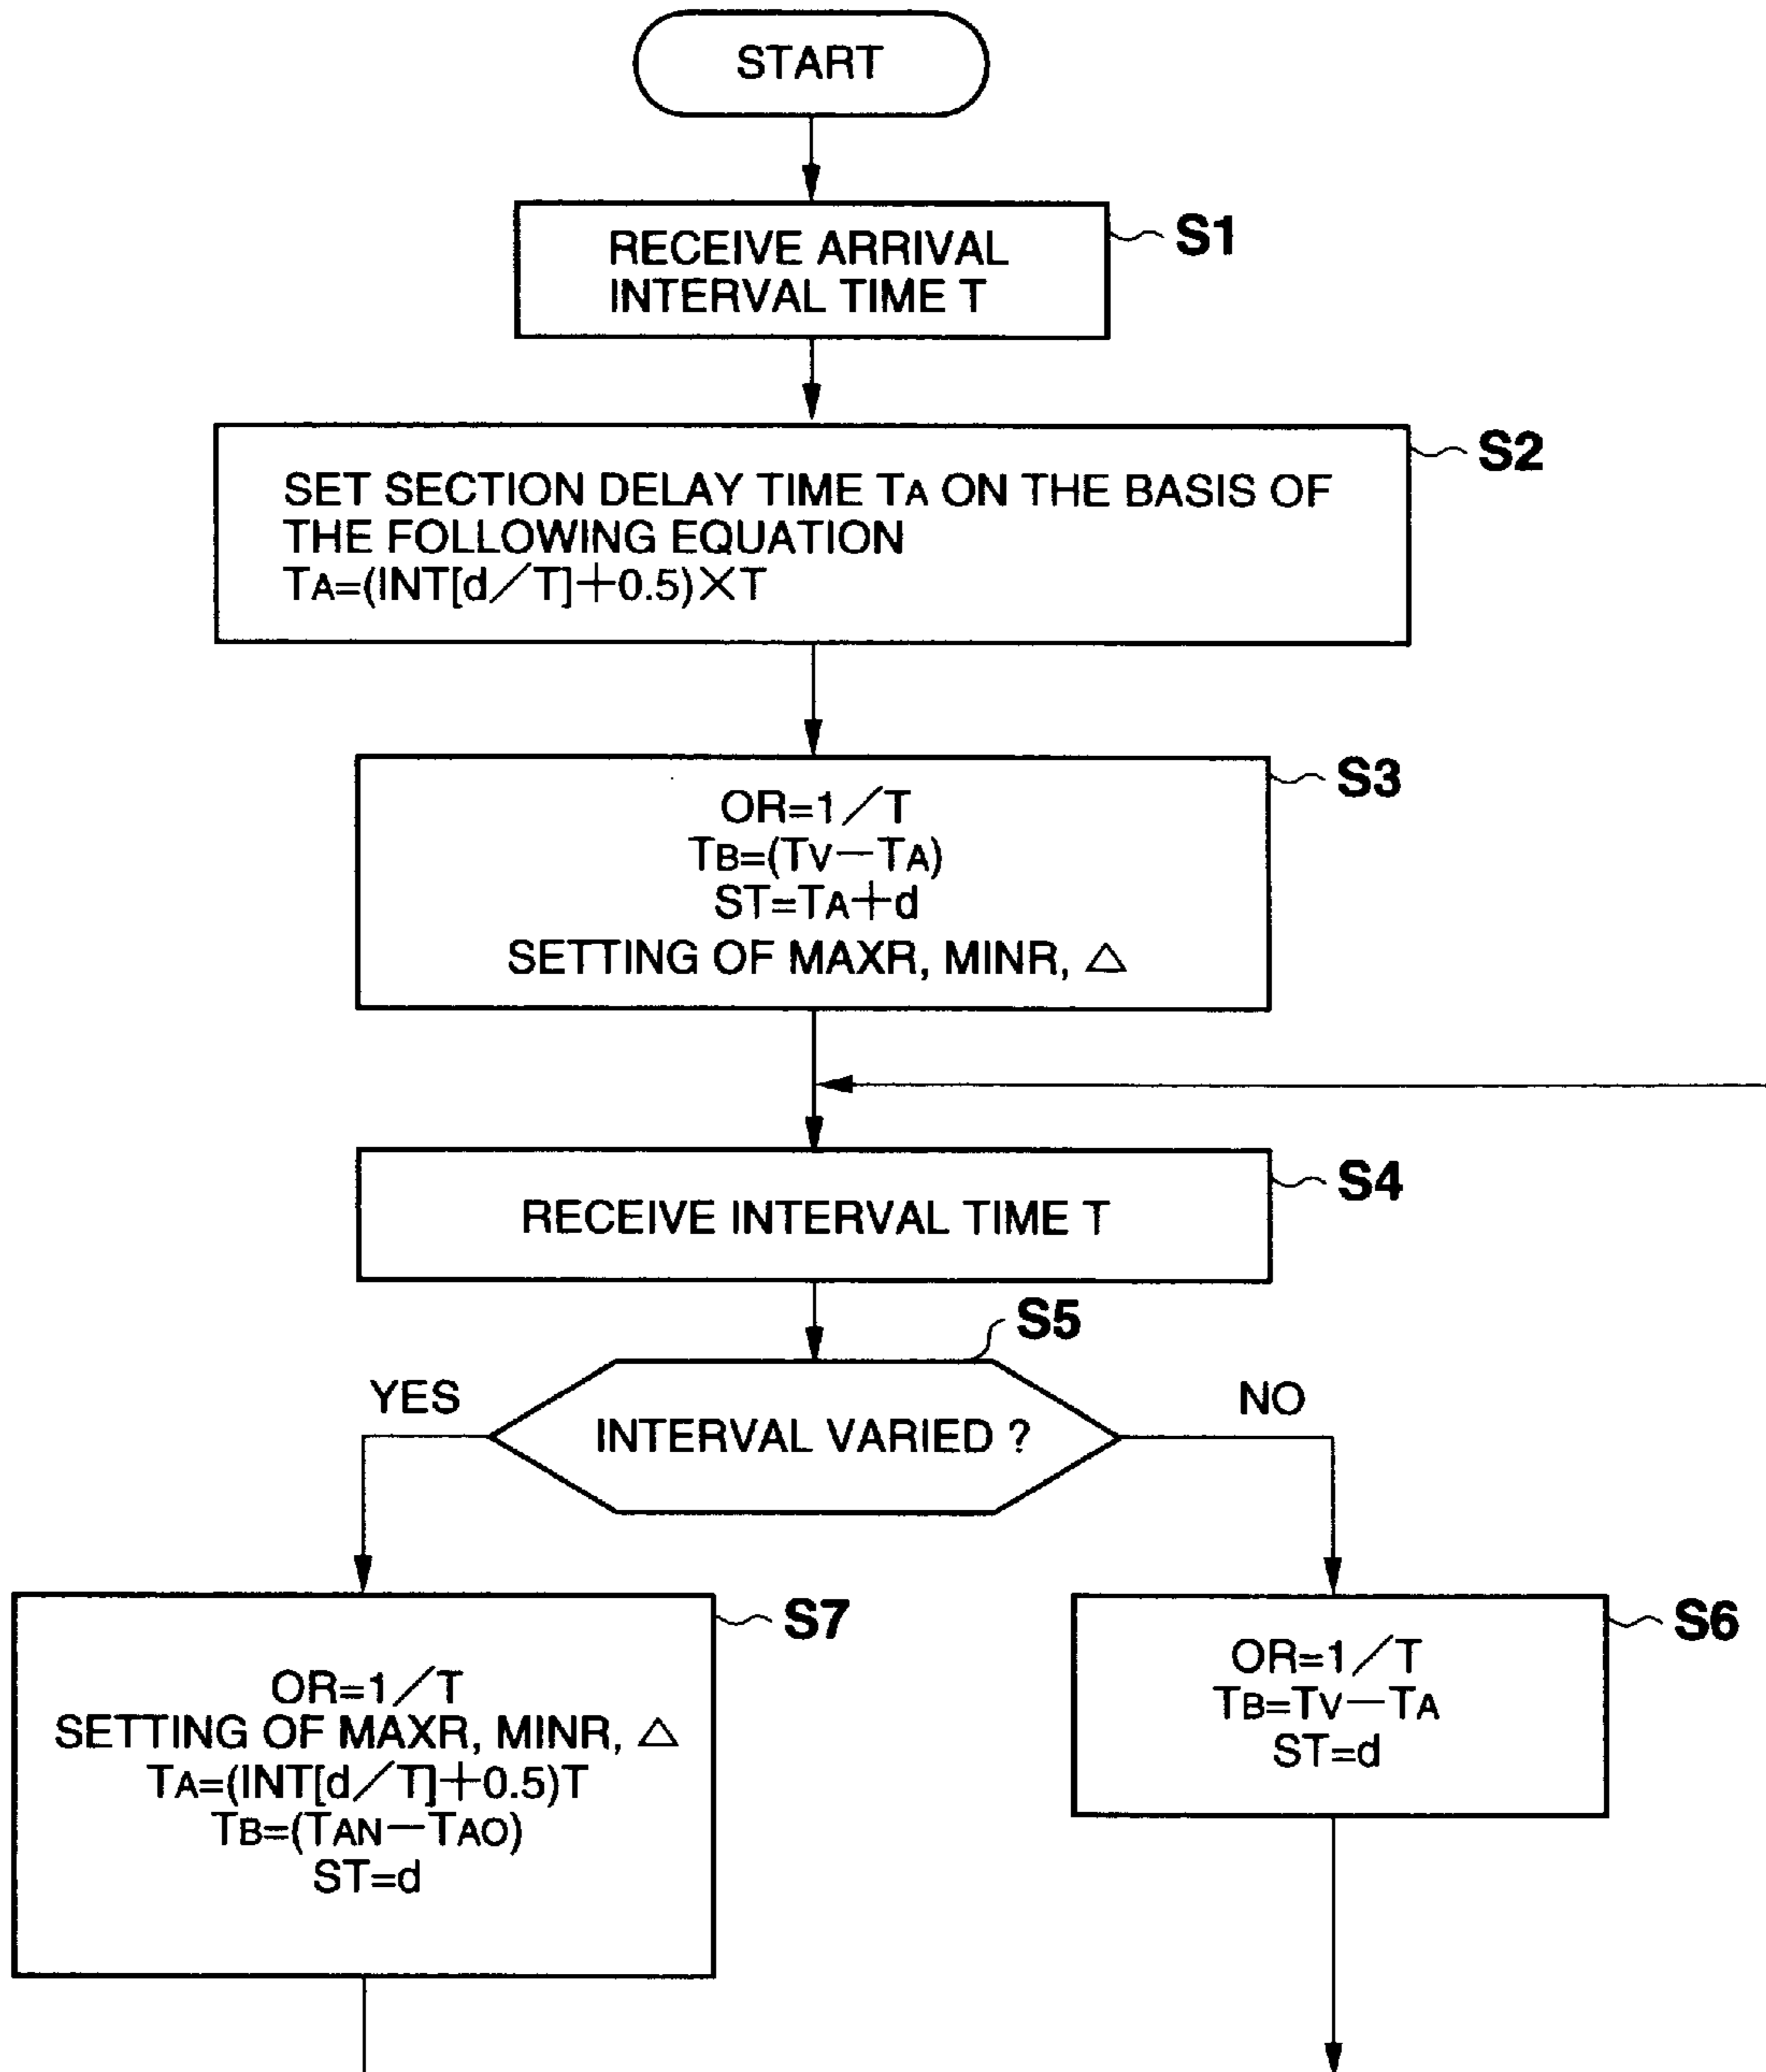 START
RECEIVE ARRIVAL
INTERVAL TIME T
S1
SET SECTION DELAY TIME TA ON THE BASIS OF
THE FOLLOWING EQUATION
TA=(INT[d/T]+0.5)×T
S2
OR=1/T
TB=(TV-TA)
ST=TA+d
SETTING OF MAXR, MINR, △
S3
RECEIVE INTERVAL TIME T
S4
S5
YES
INTERVAL VARIED ?
NO
S7
OR=1/T
SETTING OF MAXR, MINR, △
TA=(INT[d/T]+0.5)T
TB=(TAN-TAO)
ST=d
S6
OR=1/T
TB=TV-TA
ST=d